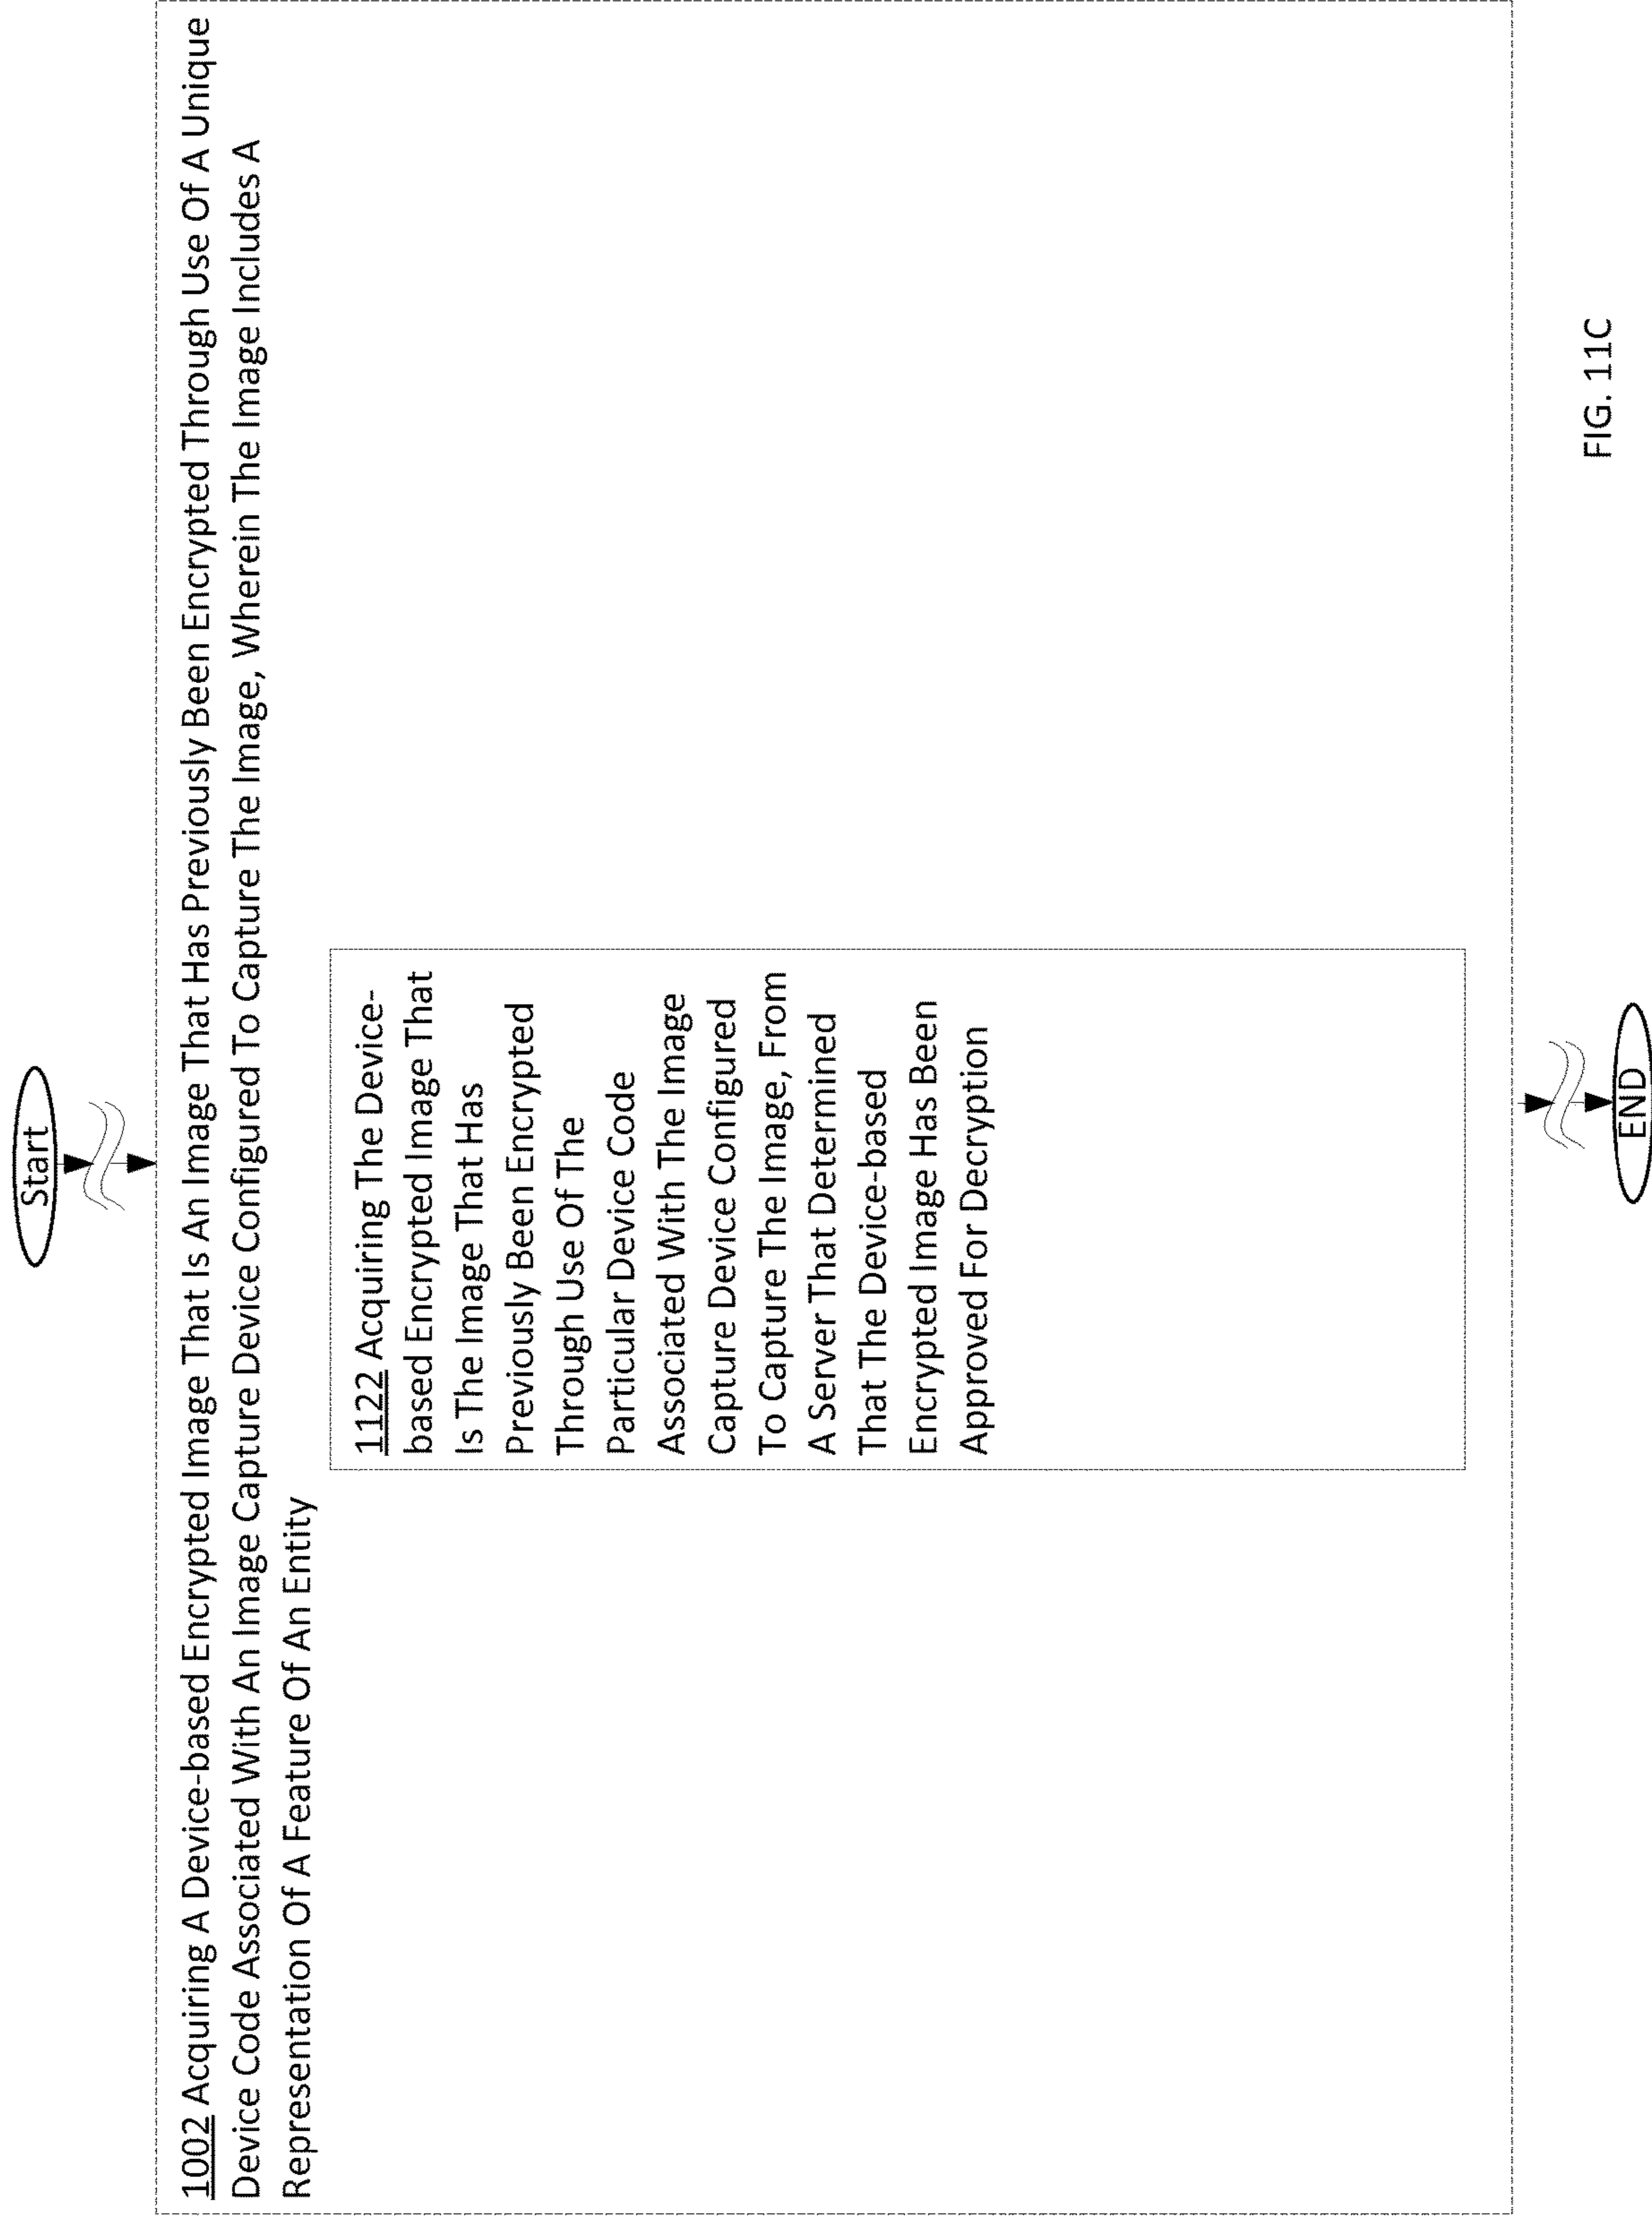 Start
1002 Acquiring A Device-based Encrypted Image That Is An Image That Has Previously Been Encrypted Through Use Of A Unique
Device Code Associated With An Image Capture Device Configured To Capture The Image, Wherein The Image Includes A
Representation Of A Feature Of An Entity
1122 Acquiring The Device-
based Encrypted Image That
Is The Image That Has
Previously Been Encrypted
Through Use Of The
Particular Device Code
Associated With The Image
Capture Device Configured
To Capture The Image, From
A Server That Determined
That The Device-based
Encrypted Image Has Been
Approved For Decryption
END
FIG. 11C